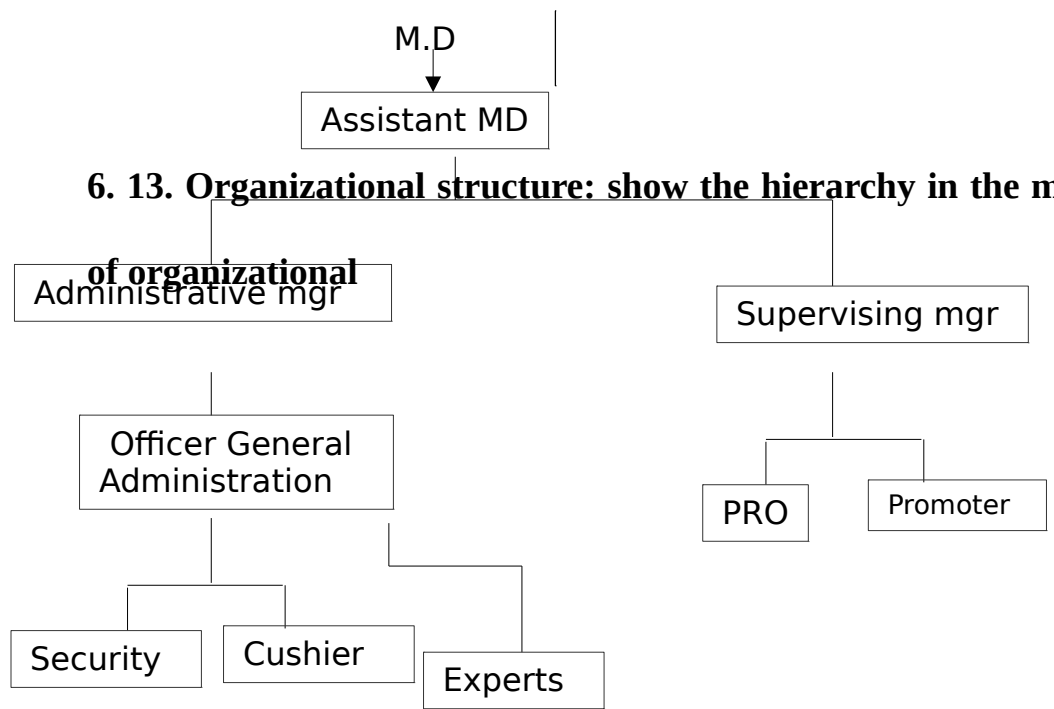 M.D
Assistant MD
6. 13. Organizational structure: show the hierarchy in the m
of organizational
Administrative mgr
Supervising mgr
Officer General
Administration
PRO
Promoter
Security
Cushier
Experts